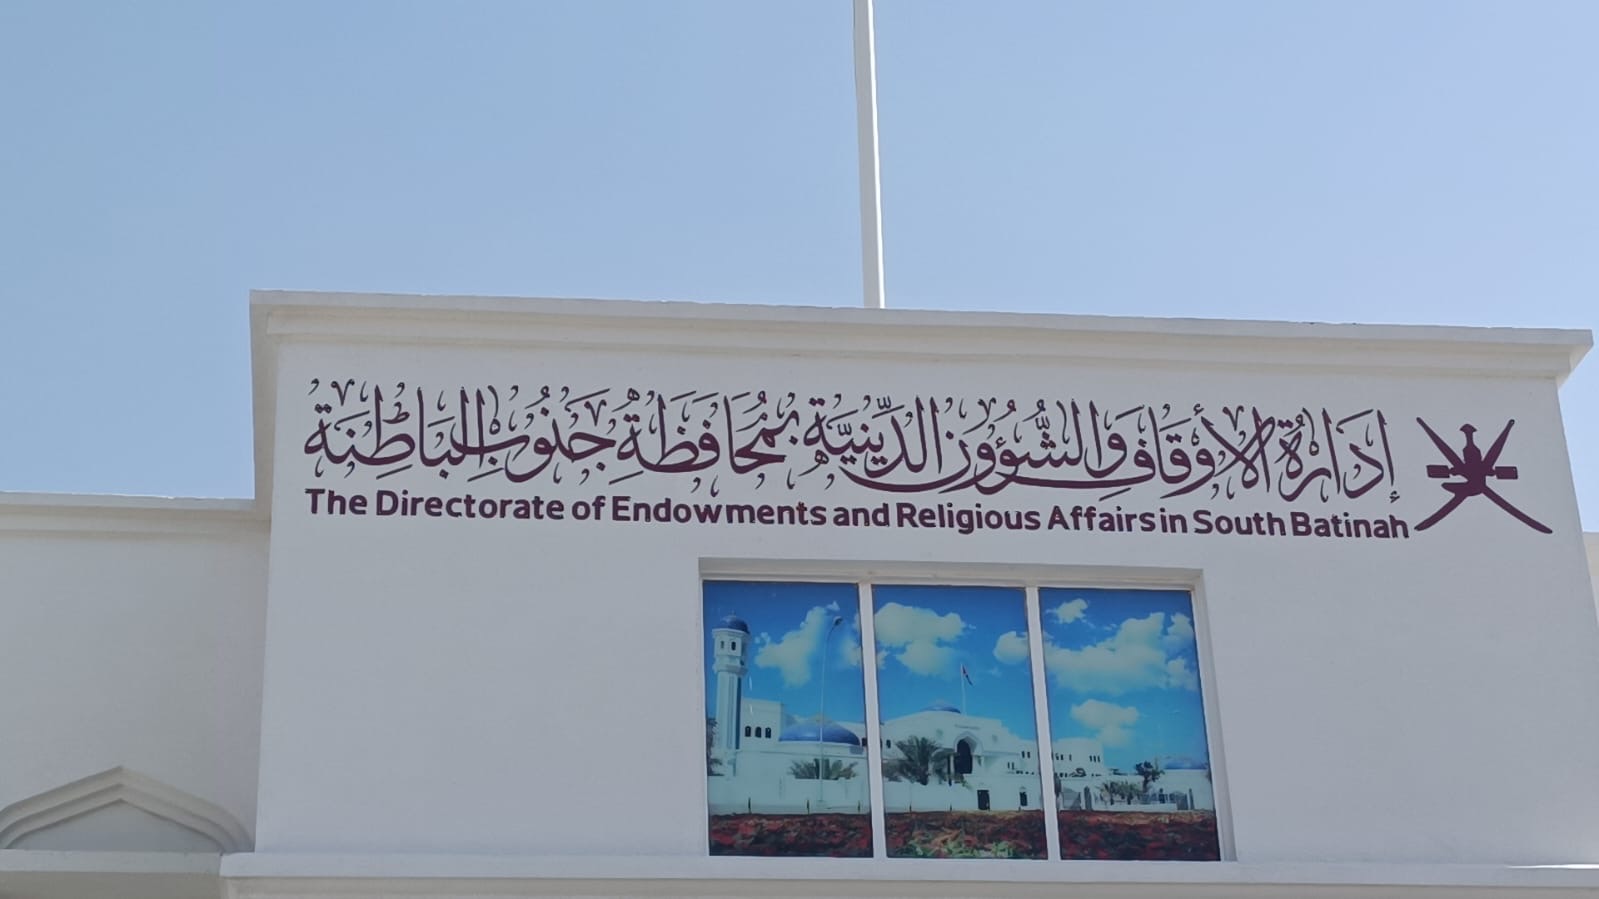 إدارة الأوقاف والشؤون الدينية بمحافظة جنوب الباطنة
The Directorate of Endowments and Religious Affairs in South Batinah